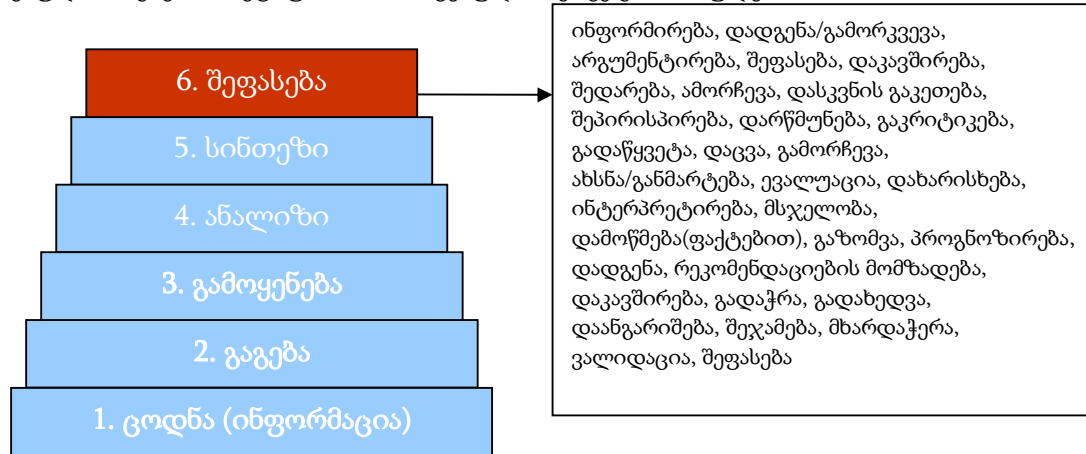 6. შეფასება
5. სინთეზი
4. ანალიზი
3. გამოყენება
2. გაგება
1. ცოდნა (ინფორმაცია)
ინფორმირება, დადგენა/გამორკვევა,
არგუმენტირება, შეფასება, დაკავშირება,
შედარება, ამორჩევა, დასკვნის გაკეთება,
შეპირისპირება, დარწმუნება, გაკრიტიკება,
გადაწყვეტა, დაცვა, გამორჩევა,
ახსნა/განმარტება, ევალუაცია, დახარისხება,
ინტერპრეტირება, მსჯელობა,
დამოწმება(ფაქტებით), გაზომვა, პროგნოზირება,
დადგენა, რეკომენდაციების მომზადება,
დაკავშირება, გადაჭრა, გადახედვა,
დაანგარიშება, შეჯამება, მხარდაჭერა,
ვალიდაცია, შეფასება